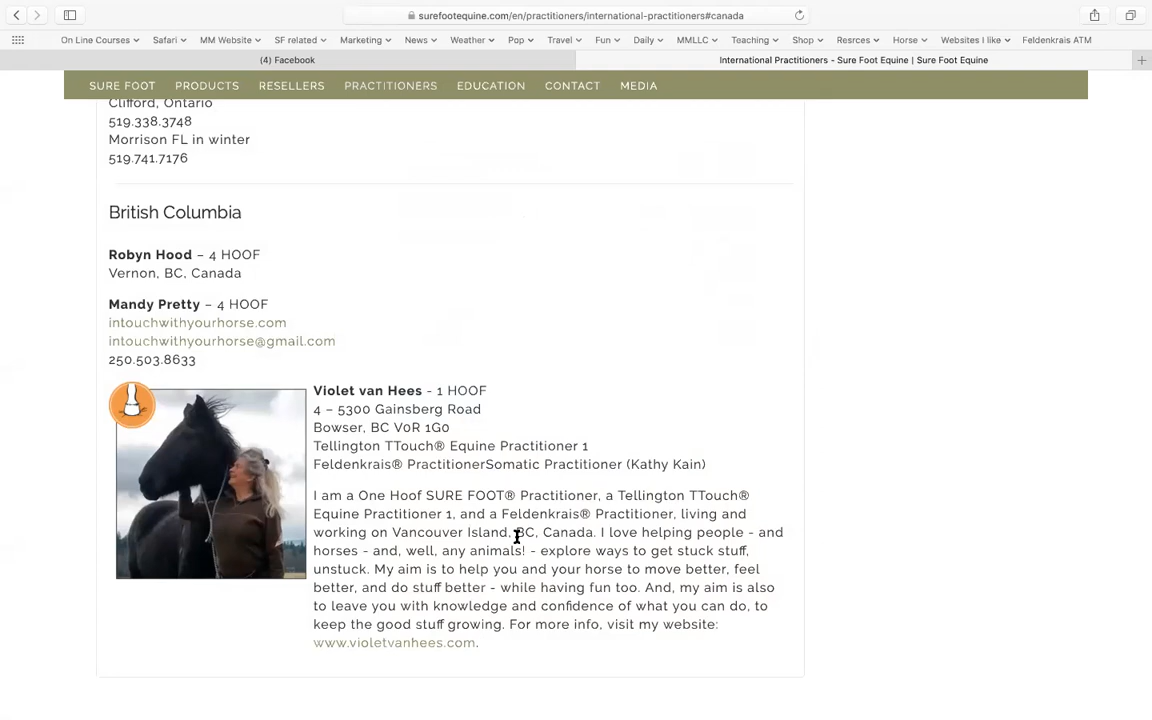 surefootequine.com/en/practitioners/international-practitioners#canada
On Line Courses Safari MM Website SF related Marketing News Weather Pop Travel Fun Daily MMLLC Teaching Shop Resrces Horse Websites I like Feldenkrais ATM
(4) Facebook International Practitioners - Sure Foot Equine | Sure Foot Equine
SURE FOOT PRODUCTS RESELLERS PRACTITIONERS EDUCATION CONTACT MEDIA
Clifford, Ontario
519.338.3748
Morrison FL in winter
519.741.7176
British Columbia
Robyn Hood – 4 HOOF
Vernon, BC, Canada
Mandy Pretty – 4 HOOF
intouchwithyourhorse.com
intouchwithyourhorse@gmail.com
250.503.8633
Violet van Hees - 1 HOOF
4 – 5300 Gainsberg Road
Bowser, BC V0R 1G0
Tellington TTouch® Equine Practitioner 1
Feldenkrais® PractitionerSomatic Practitioner (Kathy Kain)
I am a One Hoof SURE FOOT® Practitioner, a Tellington TTouch®
Equine Practitioner 1, and a Feldenkrais® Practitioner, living and
working on Vancouver Island, BC, Canada. I love helping people - and
horses - and, well, any animals! - explore ways to get stuck stuff,
unstuck. My aim is to help you and your horse to move better, feel
better, and do stuff better - while having fun too. And, my aim is also
to leave you with knowledge and confidence of what you can do, to
keep the good stuff growing. For more info, visit my website:
www.violetvanhees.com.